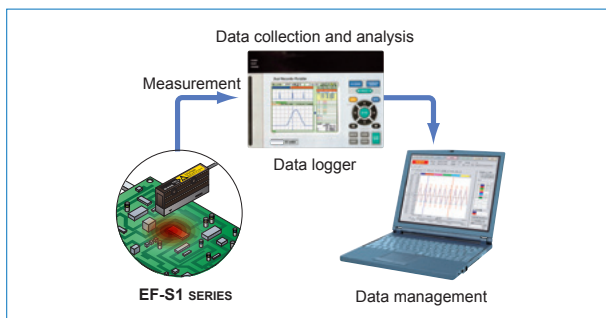 Data collection and analysis
Measurement
Data logger
EF-S1 SERIES
Data management